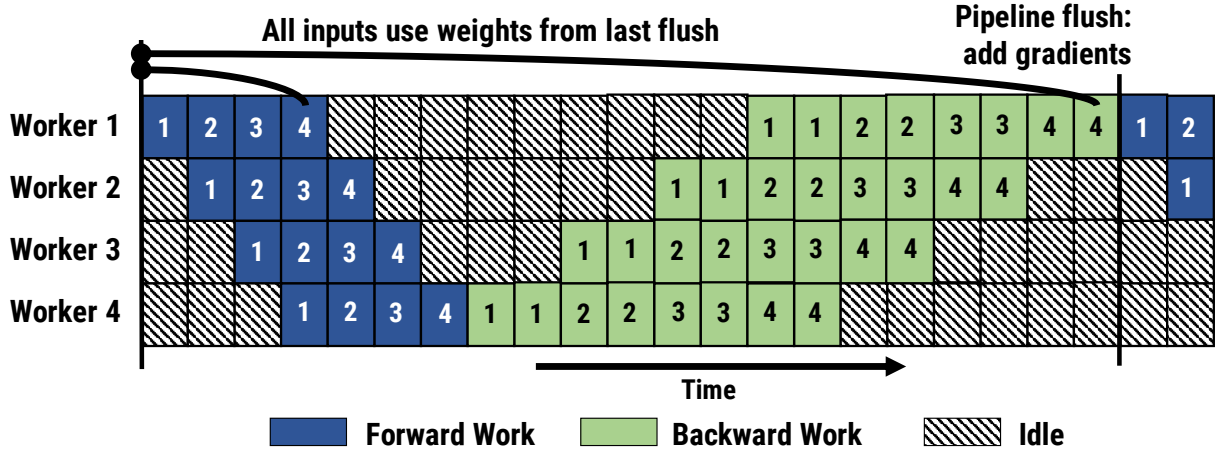 All inputs use weights from last flush
Pipeline flush:
add gradients
Worker 1 1 2 3 4 1 1 2 2 3 3 4 4 1 2
Worker 2 1 2 3 4 1 1 2 2 3 3 4 4 1
Worker 3 1 2 3 4 1 1 2 2 3 3 4 4
Worker 4 1 2 3 4 1 1 2 2 3 3 4 4
Time
Forward Work Backward Work Idle